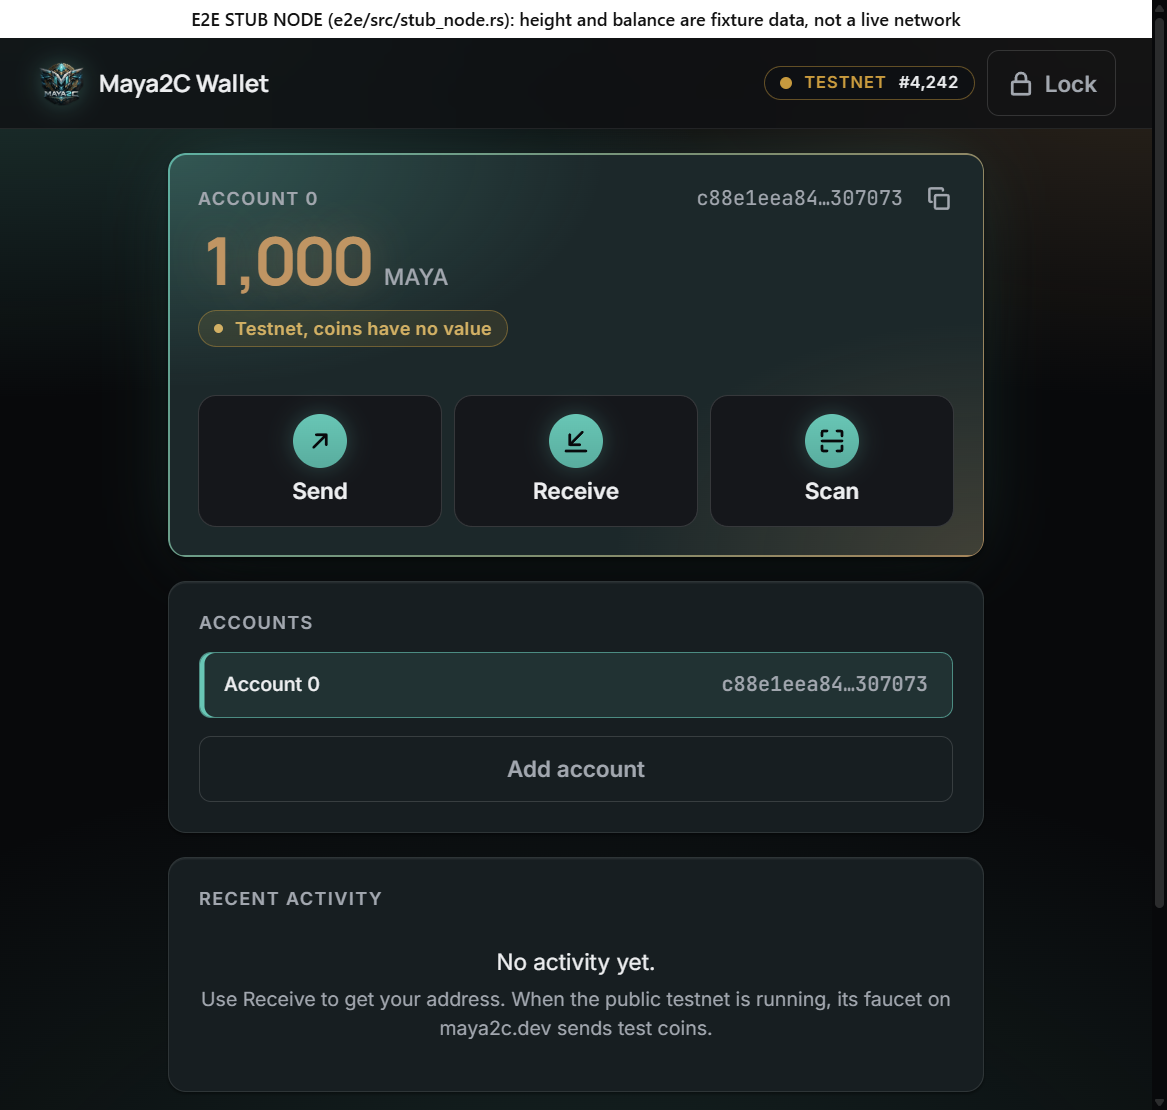 E2E STUB NODE (e2e/src/stub_node.rs): height and balance are fixture data, not a live network
MAYA2C
Maya2C Wallet
TESTNET #4,242
Lock
ACCOUNT 0
c88e1eea84…307073
1,000 MAYA
Testnet, coins have no value
Send
Receive
Scan
ACCOUNTS
Account 0
c88e1eea84…307073
Add account
RECENT ACTIVITY
No activity yet.
Use Receive to get your address. When the public testnet is running, its faucet on
maya2c.dev sends test coins.